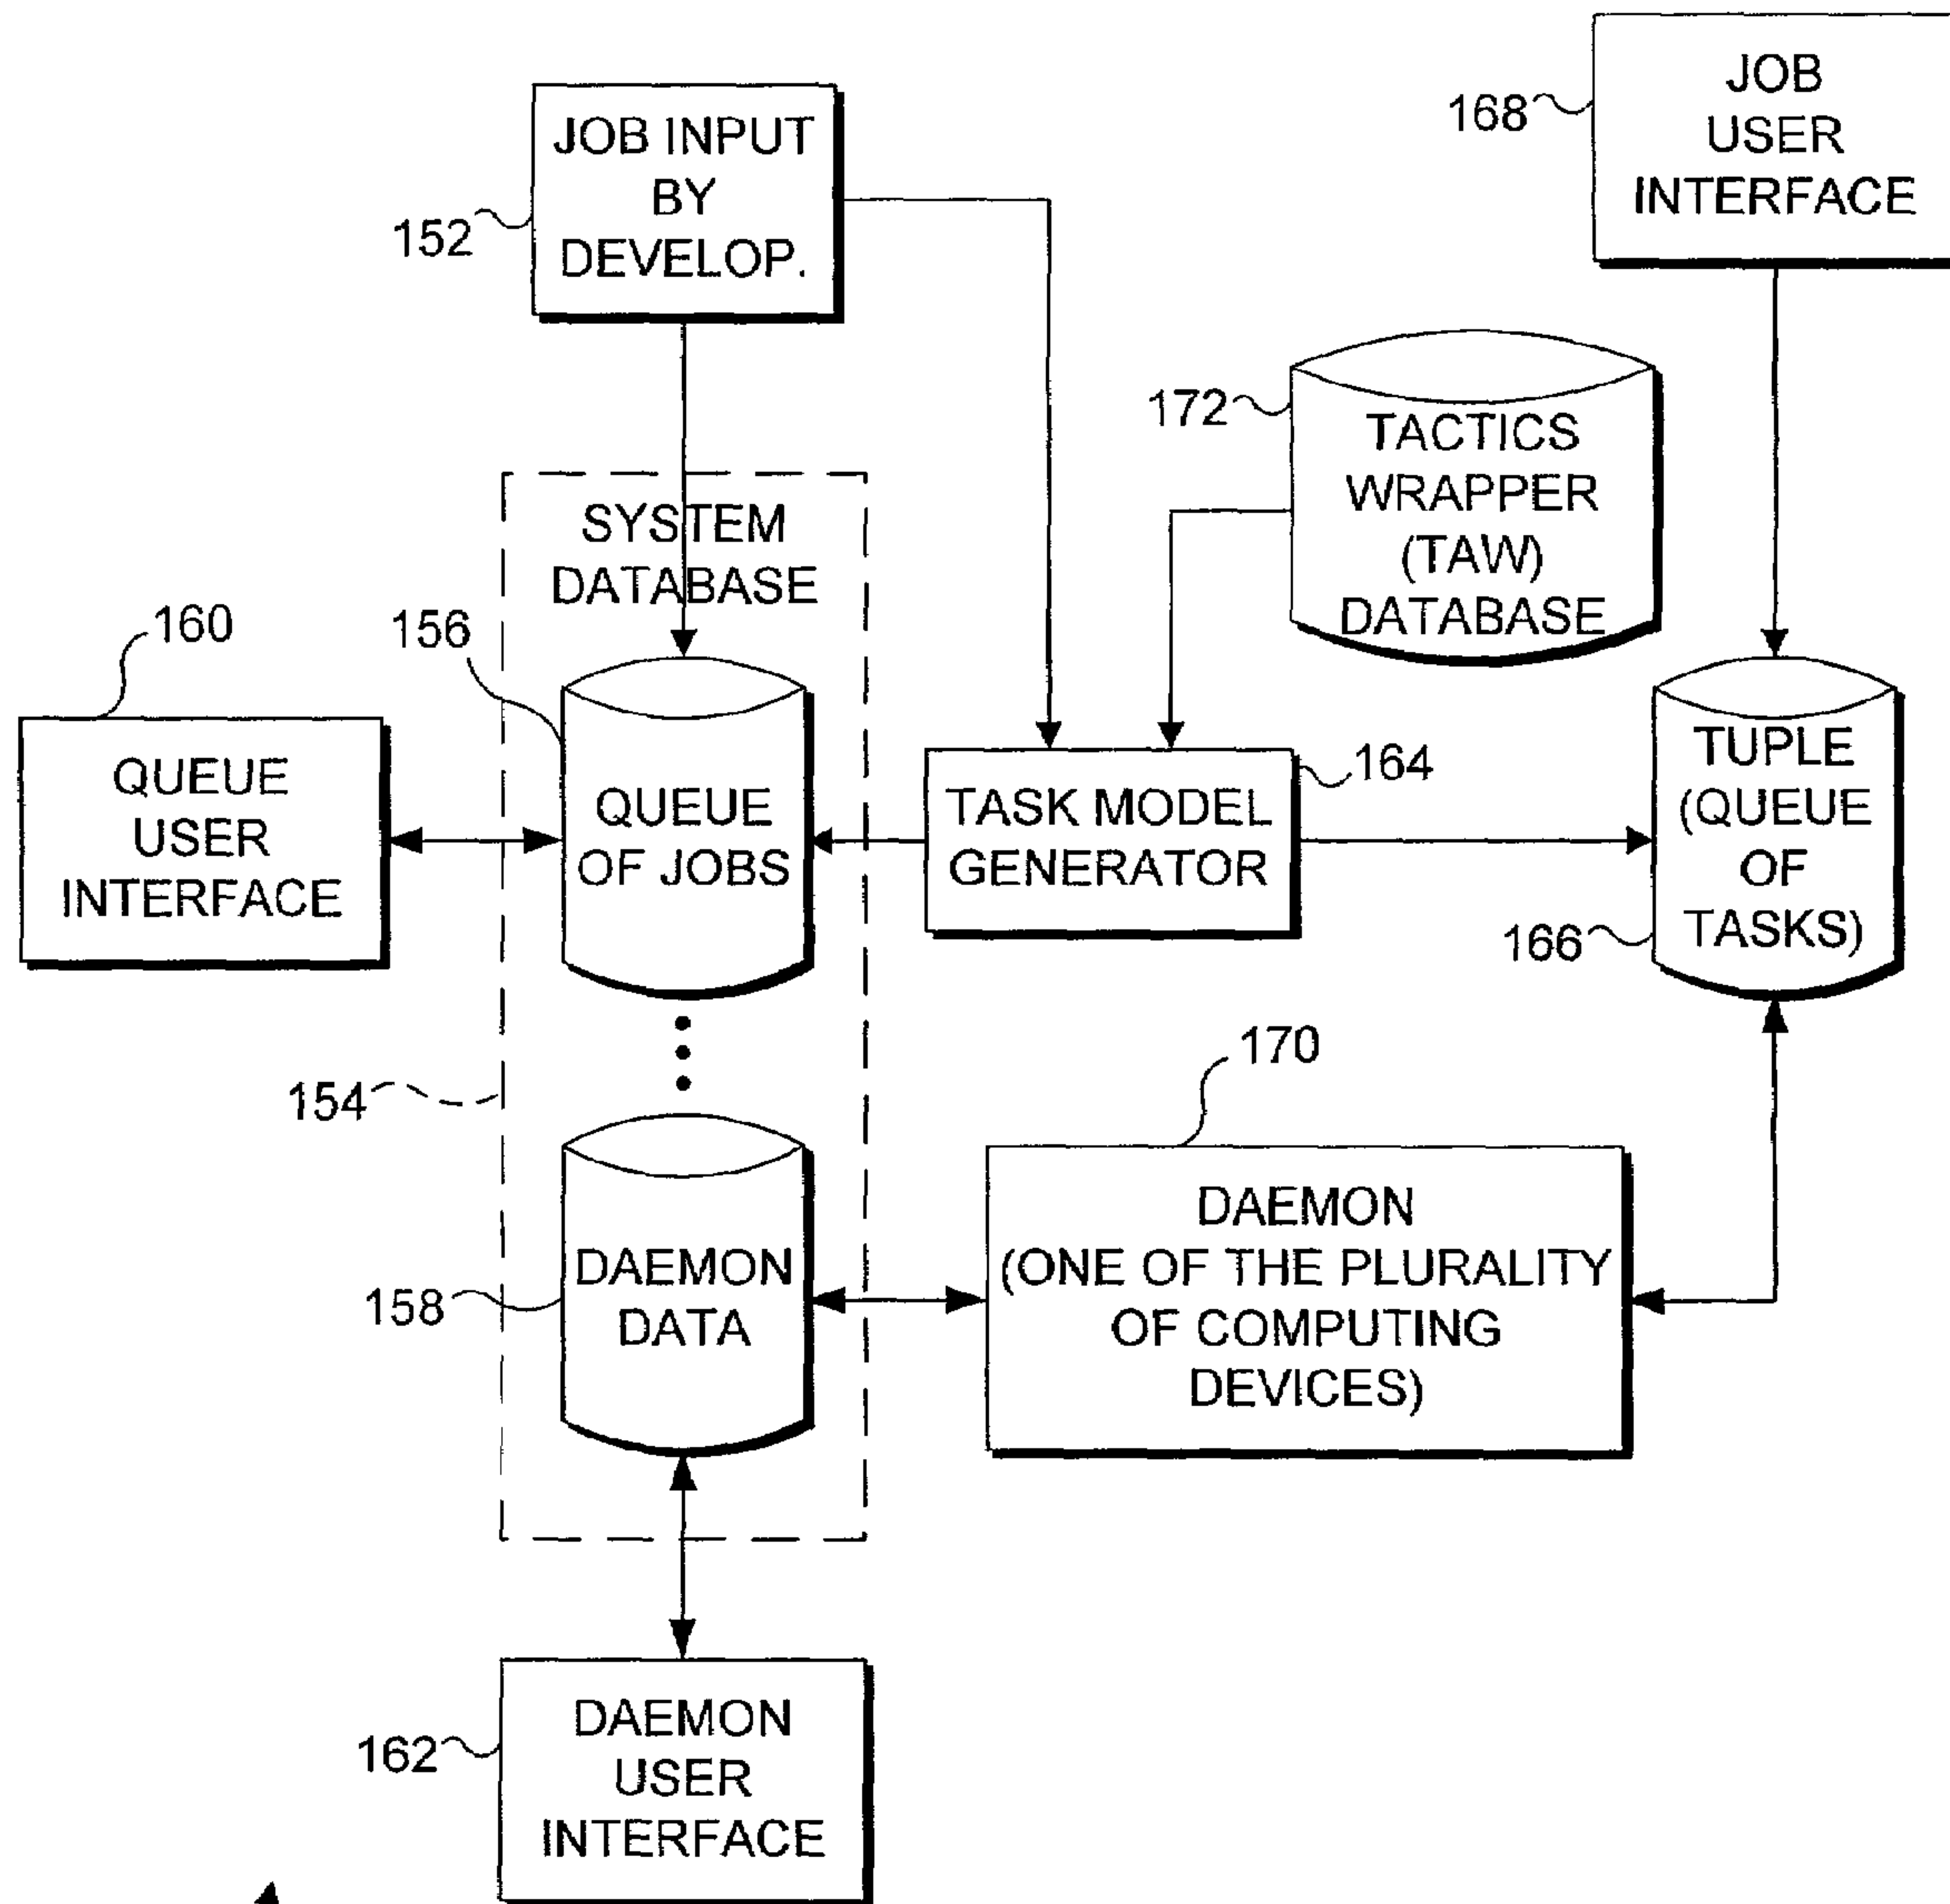 JOB INPUT
BY
DEVELOP.
152
JOB
USER
INTERFACE
168
172
TACTICS
WRAPPER
(TAW)
DATABASE
SYSTEM
DATABASE
160
156
QUEUE
USER
INTERFACE
QUEUE
OF JOBS
164
TASK MODEL
GENERATOR
TUPLE
(QUEUE
OF
TASKS)
166
154
170
158
DAEMON
DATA
DAEMON
(ONE OF THE PLURALITY
OF COMPUTING
DEVICES)
162
DAEMON
USER
INTERFACE